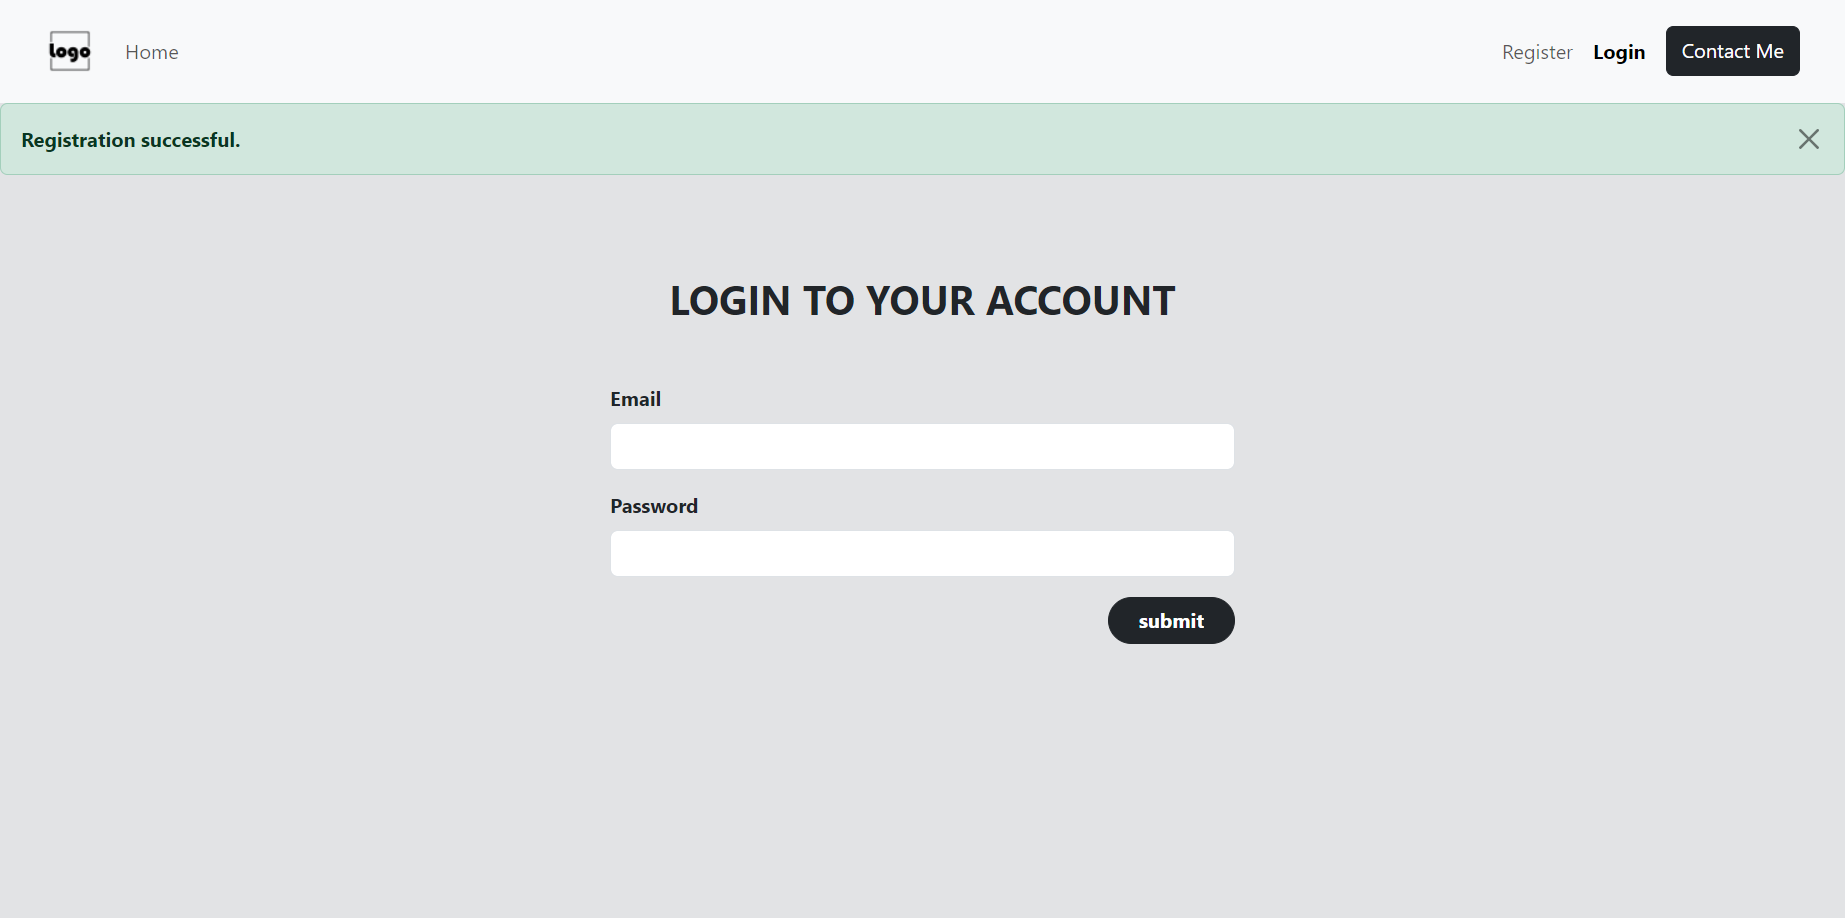 logo
Home
Register
Login
Contact Me
Registration successful.
LOGIN TO YOUR ACCOUNT
Email
Password
submit